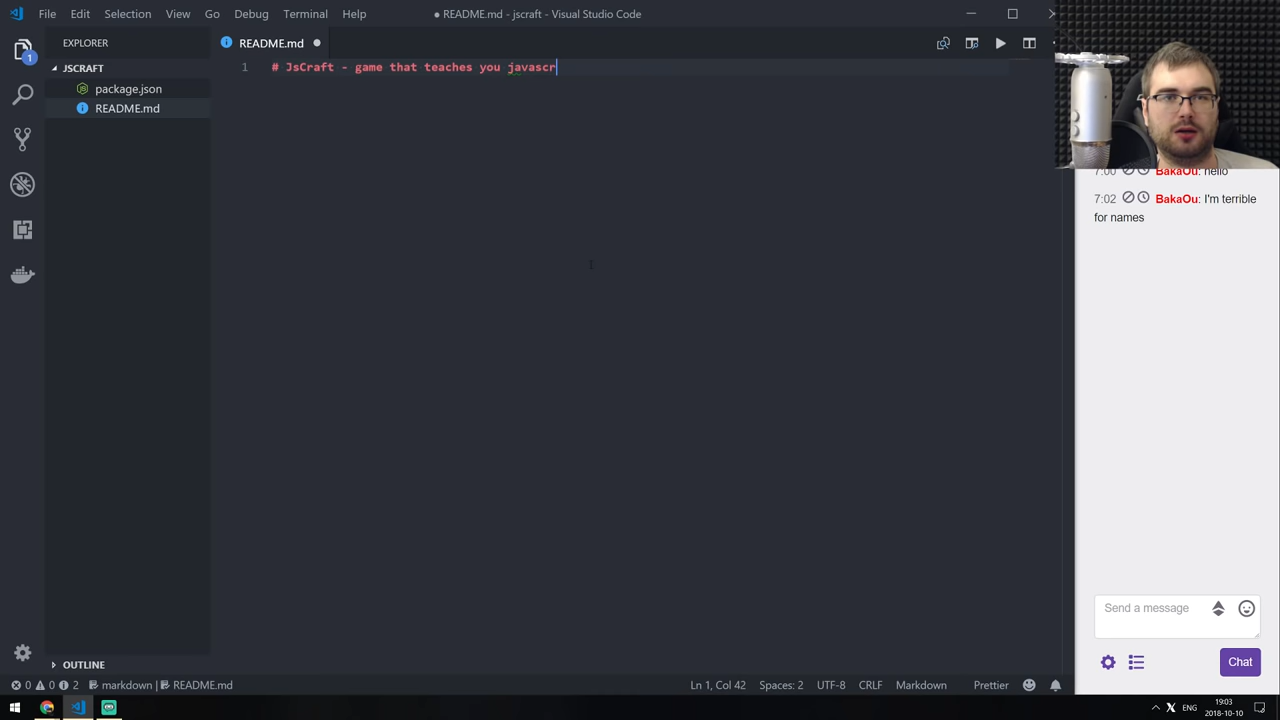 File Edit Selection View Go Debug Terminal Help
● README.md - jscraft - Visual Studio Code
EXPLORER
README.md
JSCRAFT
package.json
README.md
1
1 # JsCraft - game that teaches you javascr
7:00 BakaOu: hello
7:02 BakaOu: I'm terrible
for names
Send a message
Chat
OUTLINE
0 0 2 markdown | README.md
Ln 1, Col 42 Spaces: 2 UTF-8 CRLF Markdown Prettier
ENG
19:03
2018-10-10